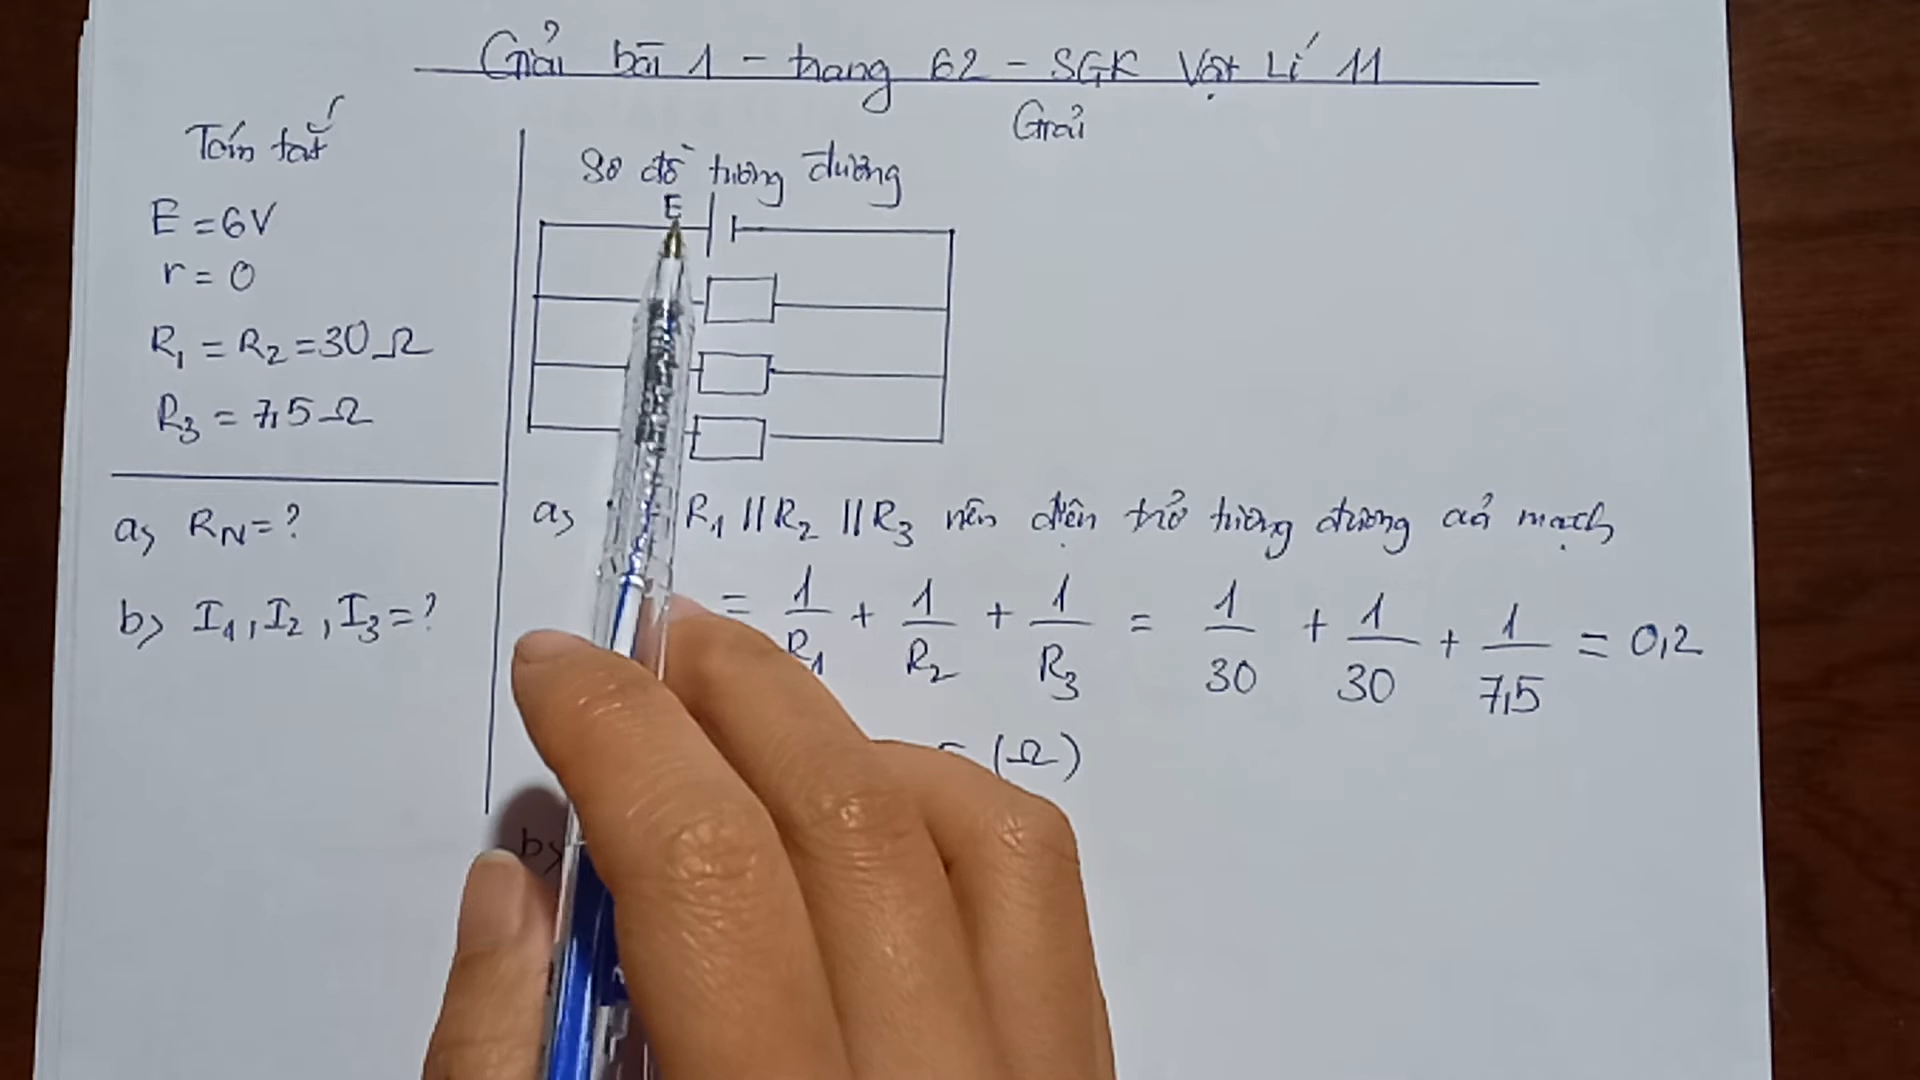 Giải bài 1 - trang 62 - SGK Vật Lí 11
Tóm tắt
E = 6V
r = 0
R1 = R2 = 30 Ω
R3 = 7,5 Ω
a, RN = ?
b, I1, I2, I3 = ?
Giải
Sơ đồ tương đương
E
a, R1 // R2 // R3 nên điện trở tương đương củả mạch
= 1/R1 + 1/R2 + 1/R3 = 1/30 + 1/30 + 1/7,5 = 0,2
(Ω)
b,